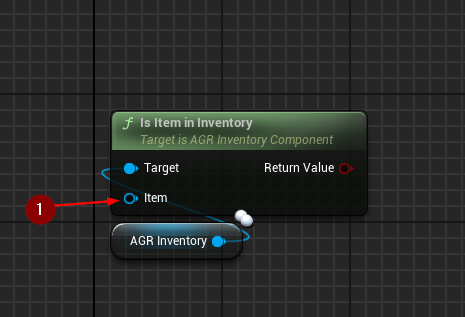 f Is Item in Inventory
Target is AGR Inventory Component
Target Return Value
1 Item
AGR Inventory